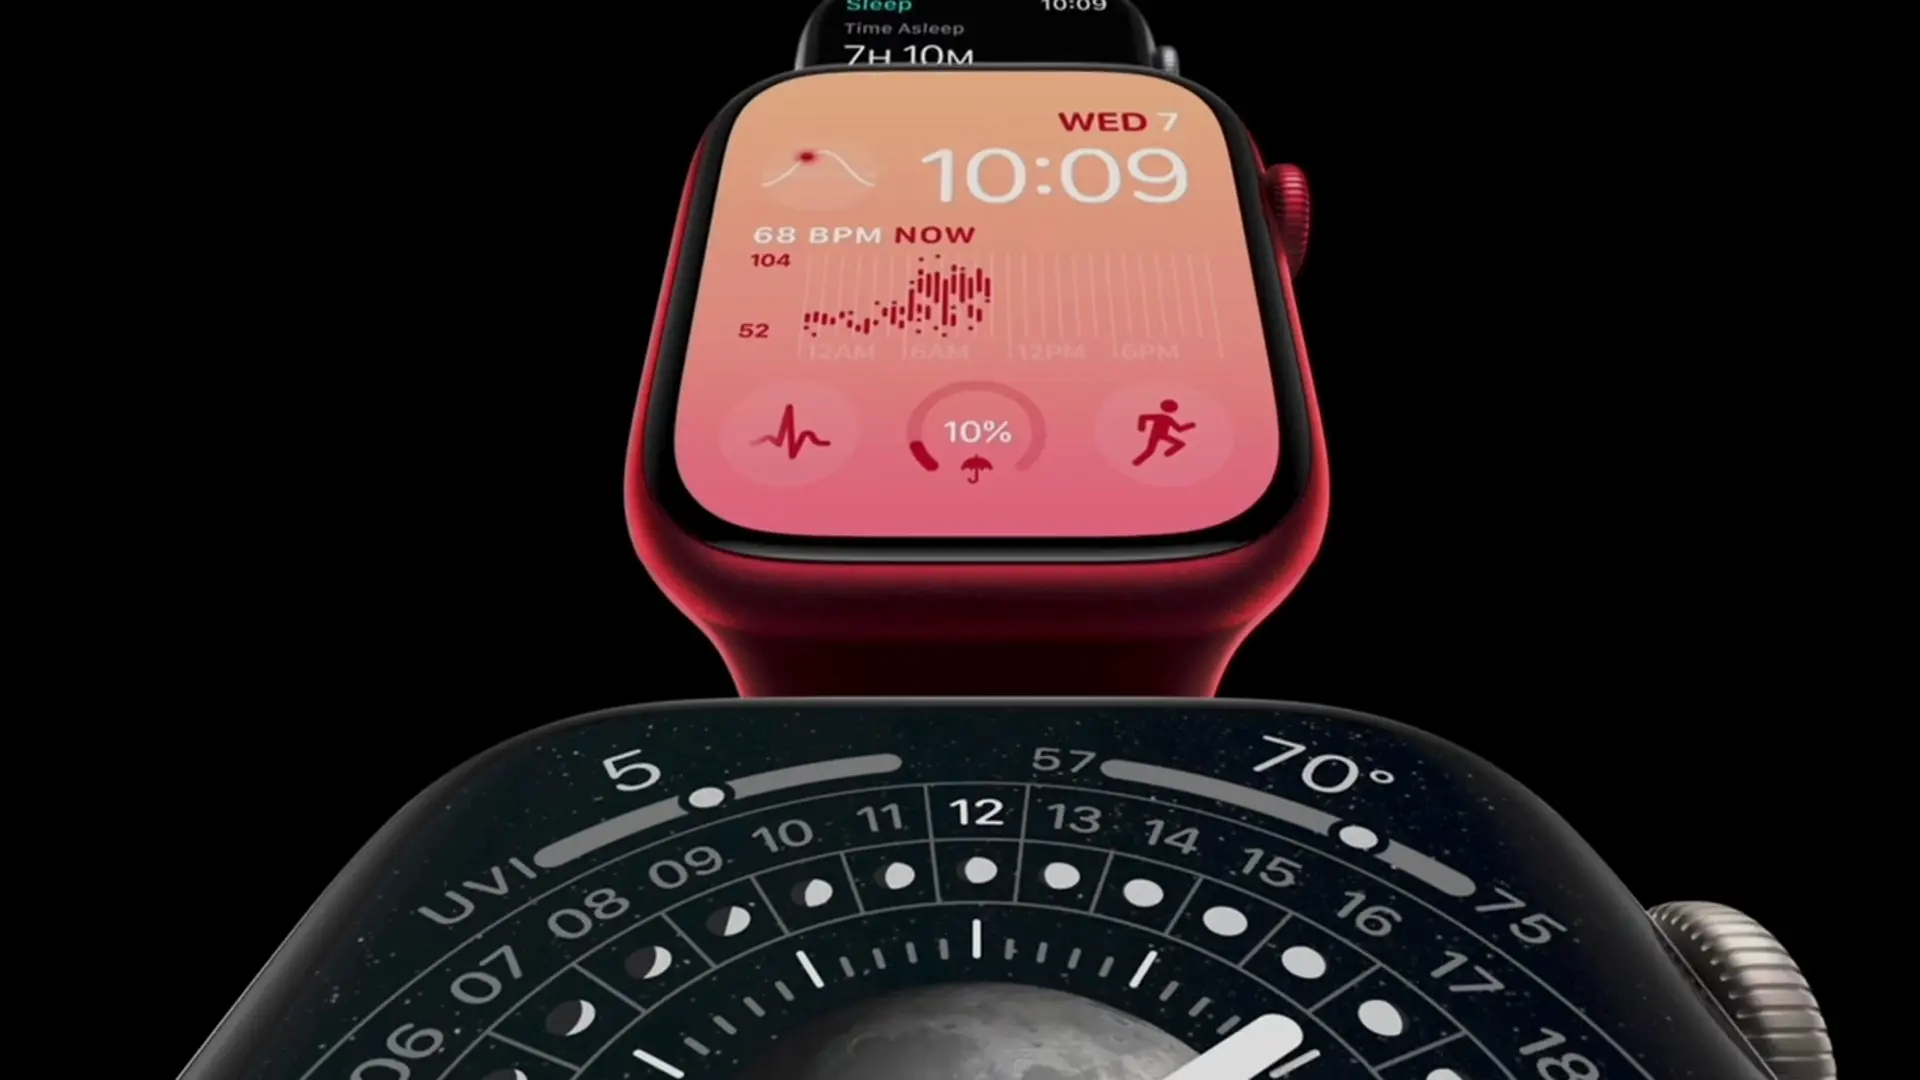 Sleep 10:09
Time Asleep
7H 10M
WED 7
10:09
68 BPM NOW
104
52
12AM 6AM 12PM 6PM
10%
5
UVI
57
70°
75
06 07 08 09 10 11 12 13 14 15 16 17 18